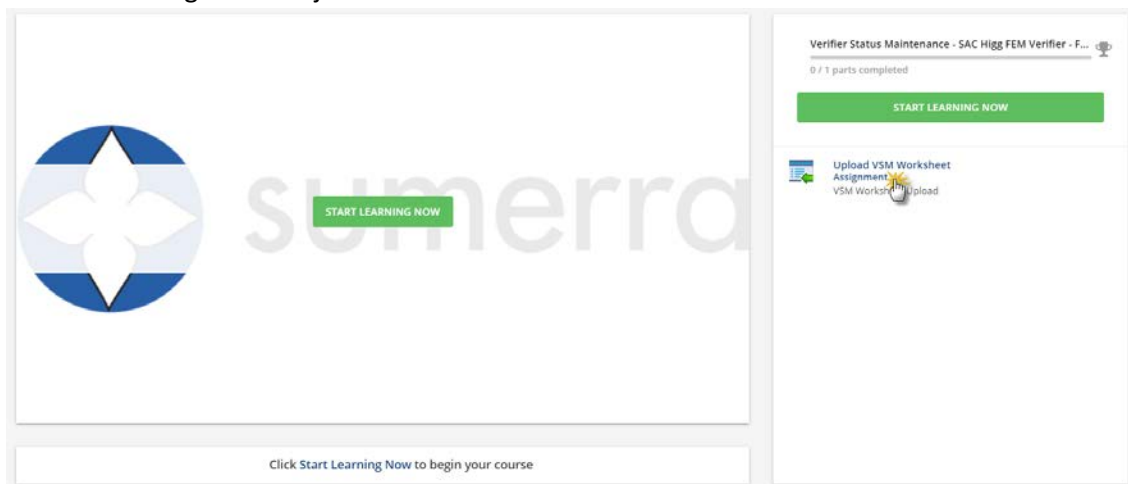 sumerra
START LEARNING NOW
Click Start Learning Now to begin your course
Verifier Status Maintenance - SAC Higg FEM Verifier - F...
0 / 1 parts completed
START LEARNING NOW
Upload VSM Worksheet
Assignment
VSM Upload